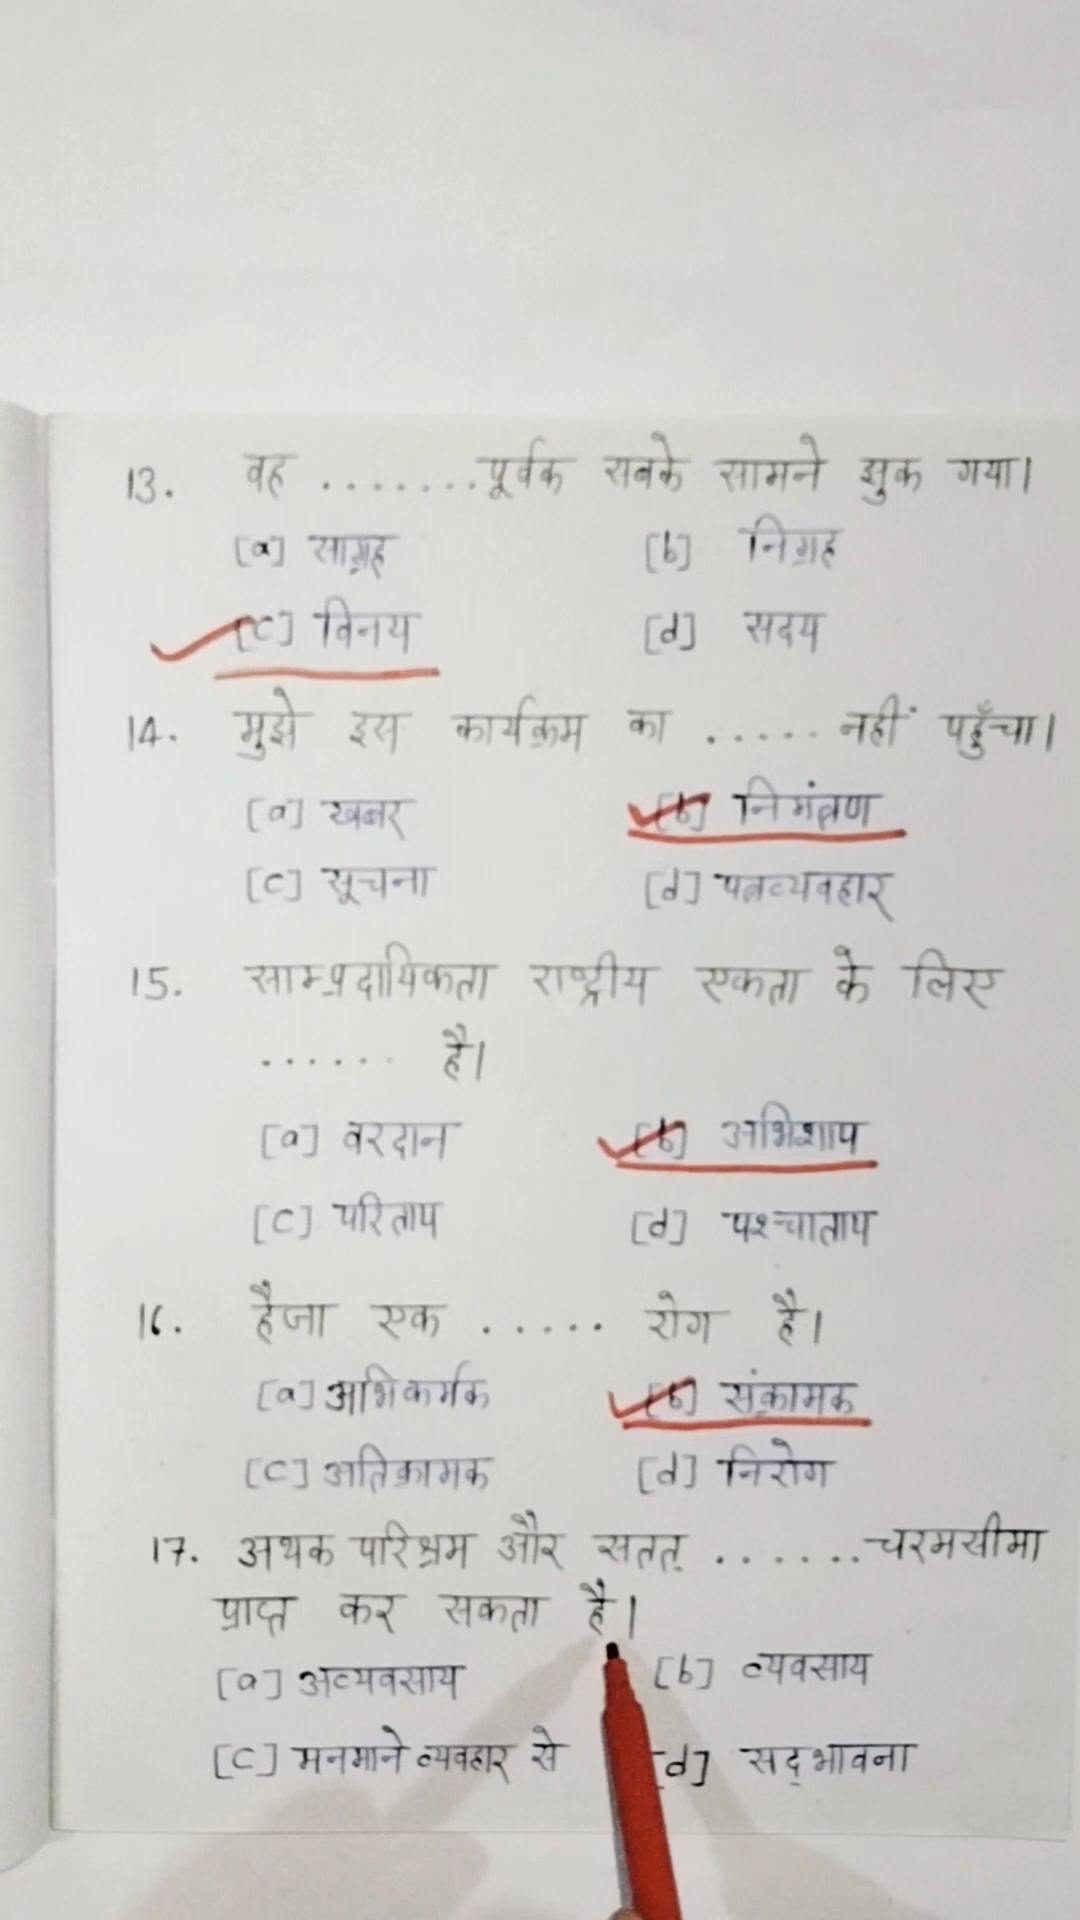 13. वह ........पूर्वक सबके सामने झुक गया।
[a] साग्रह [b] निग्रह
[c] विनय [d] सदय
14. मुझे इस कार्यक्रम का ...... नहीं पहुँचा।
[a] खबर [b] निमंत्रण
[c] सूचना [d] पत्रव्यवहार
15. साम्प्रदायिकता राष्ट्रीय एकता के लिए
...... है।
[a] वरदान [b] अभिशाप
[c] परिताप [d] पश्चाताप
16. हैजा एक ...... रोग है।
[a] अभिकर्मक [b] संक्रामक
[c] अतिक्रामक [d] निरोग
17. अथक परिश्रम और सतत् .......चरमसीमा
प्राप्त कर सकता है।
[a] अव्यवसाय [b] व्यवसाय
[c] मनमाने व्यवहार से [d] सद्भावना